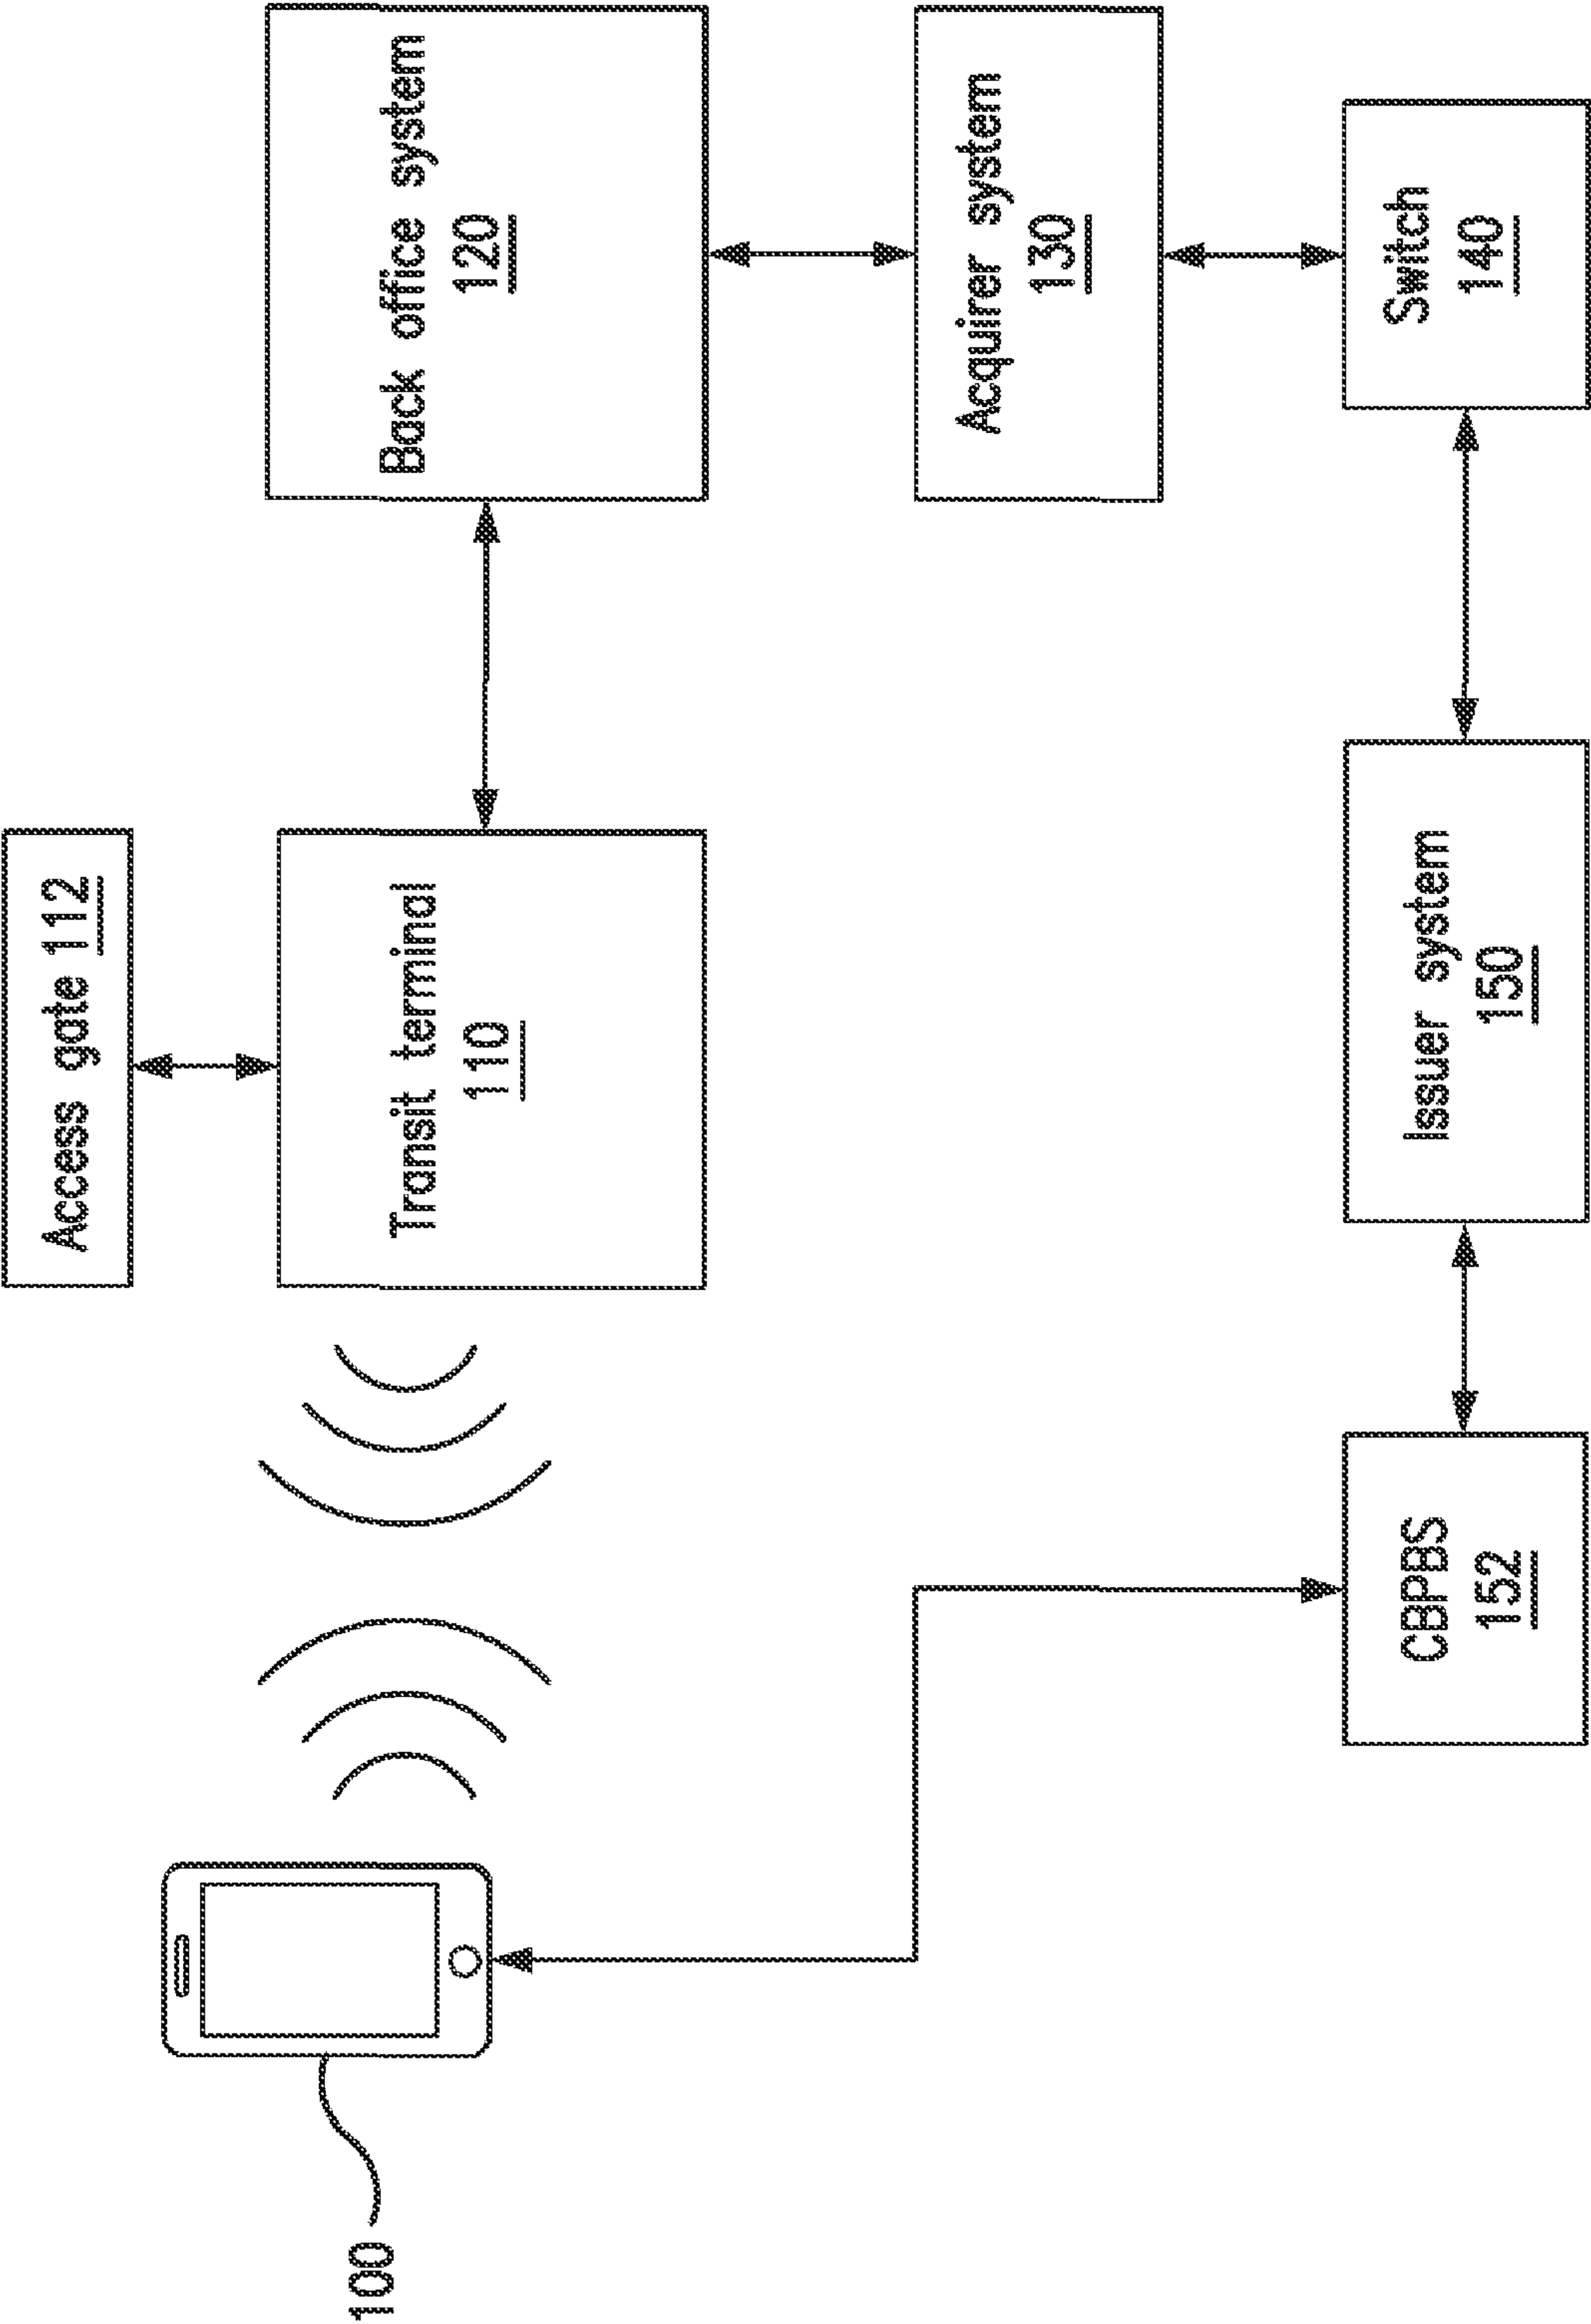 Access gate 112
Transit terminal
110
Back office system
120
100
Acquirer system
130
CBPBS
152
Issuer system
150
Switch
140